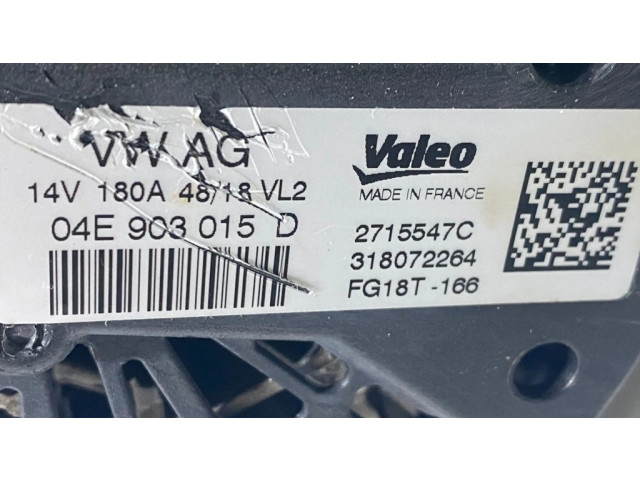 VW AG
14V 180A 48/18 VL2
04E 903 015 D
Valeo
MADE IN FRANCE
2715547C
318072264
FG18T -166